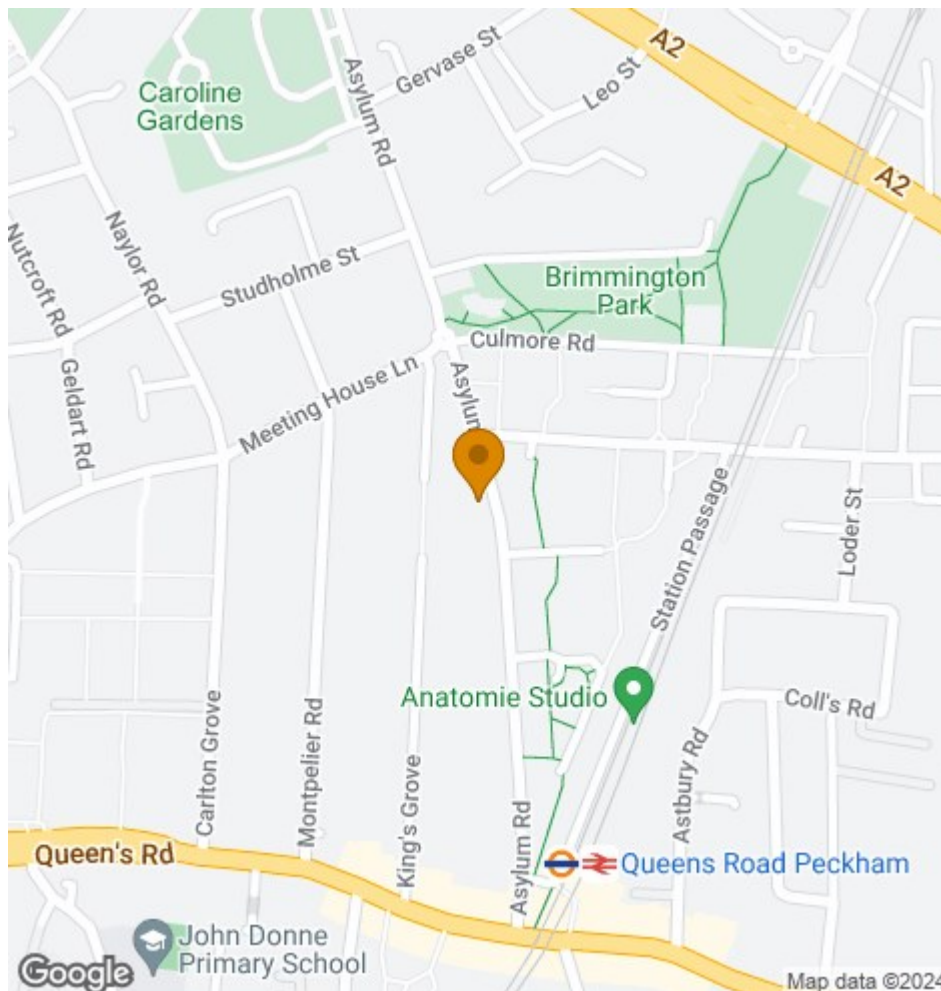 A2
Gervase St
Leo St
Caroline
Gardens
Asylum Rd
A2
Naylor Rd
Nutcroft Rd
Studholme St
Brimmington
Park
Culmore Rd
Geldart Rd
Meeting House Ln
Asylum
Station Passage
Loder St
Anatomie Studio
Coll's Rd
Carlton Grove
Montpelier Rd
King's Grove
Asylum Rd
Astbury Rd
Queen's Rd
Queens Road Peckham
John Donne
Primary School
Google
Map data ©2024